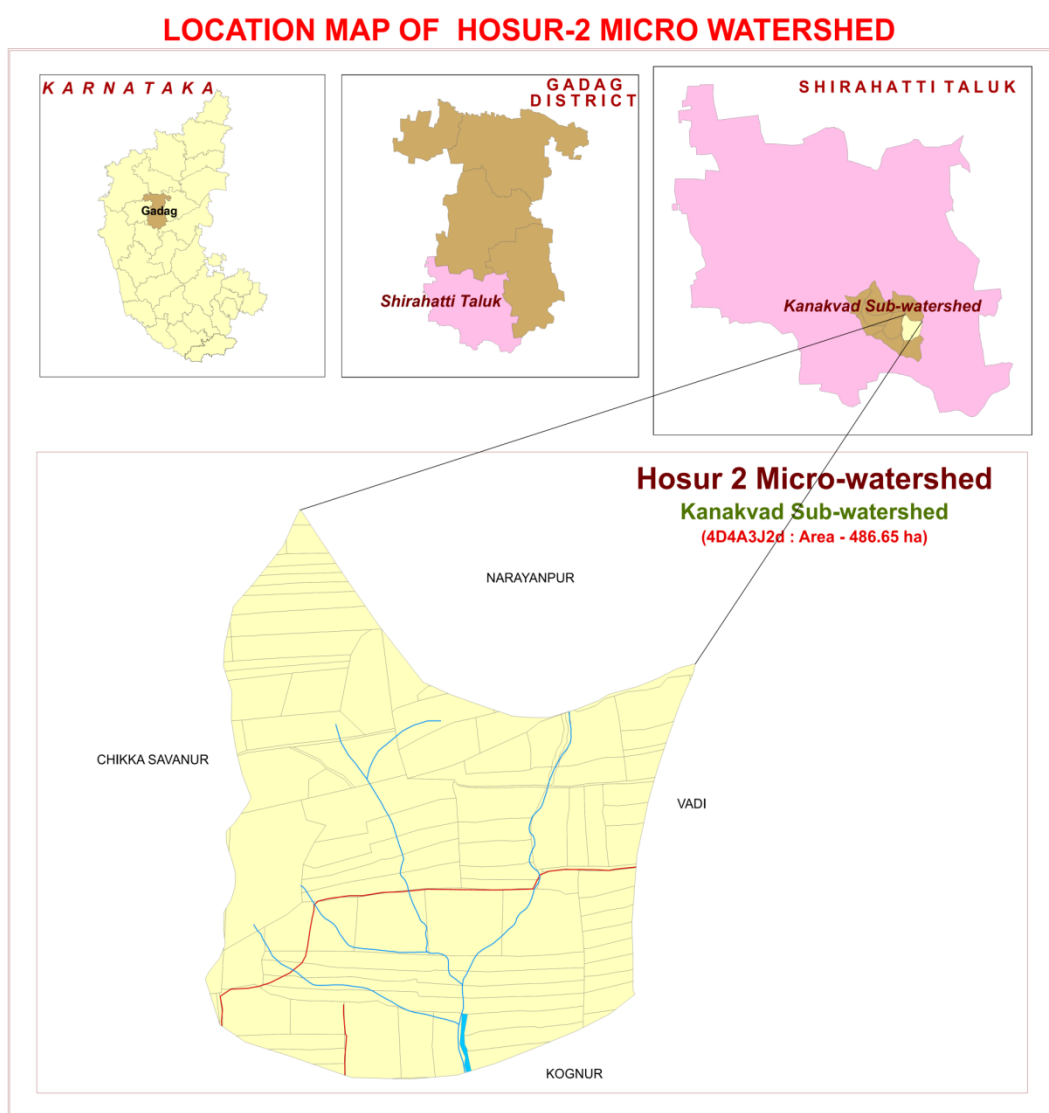 LOCATION MAP OF HOSUR-2 MICRO WATERSHED
KARNATAKA
Gadag
GADAG
DISTRICT
Shirahatti Taluk
SHIRAHATTI TALUK
Kanakvad Sub-watershed
Hosur 2 Micro-watershed
Kanakvad Sub-watershed
(4D4A3J2d : Area - 486.65 ha)
NARAYANPUR
CHIKKA SAVANUR
VADI
KOGNUR